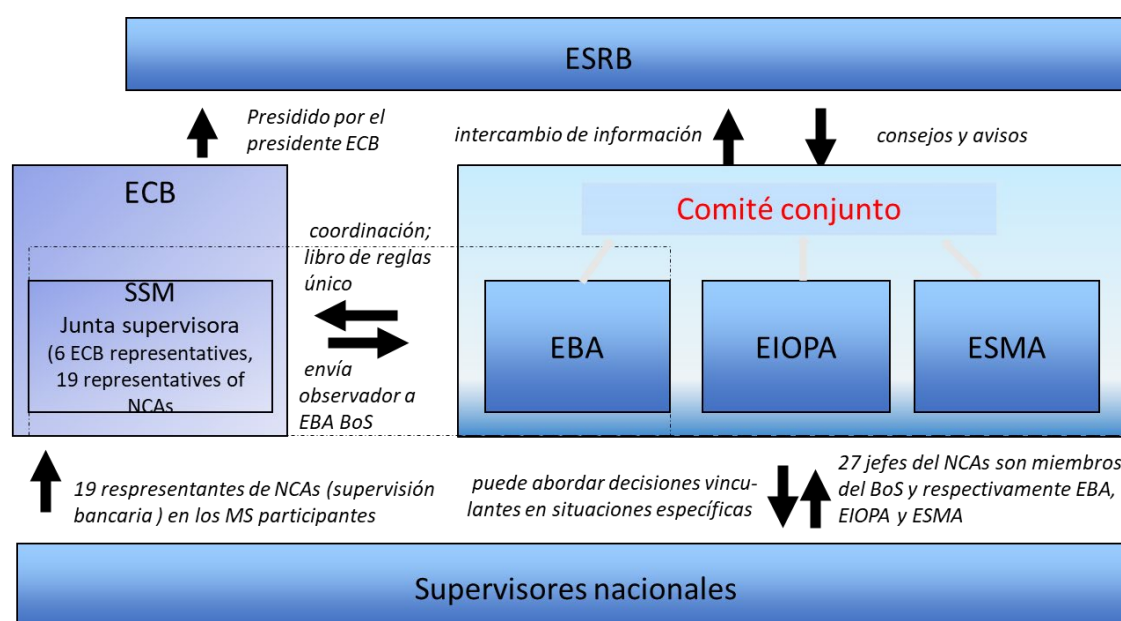 ESRB
Presidido por el
presidente ECB
intercambio de información
consejos y avisos
ECB
Comité conjunto
coordinación;
libro de reglas
único
SSM
Junta supervisora
(6 ECB representatives,
19 representatives of
NCAs
EBA
EIOPA
ESMA
envía
observador a
EBA BoS
19 respresentantes de NCAs (supervisión
bancaria ) en los MS participantes
puede abordar decisiones vincu-
lantes en situaciones específicas
27 jefes del NCAs son miembros
del BoS y respectivamente EBA,
EIOPA y ESMA
Supervisores nacionales